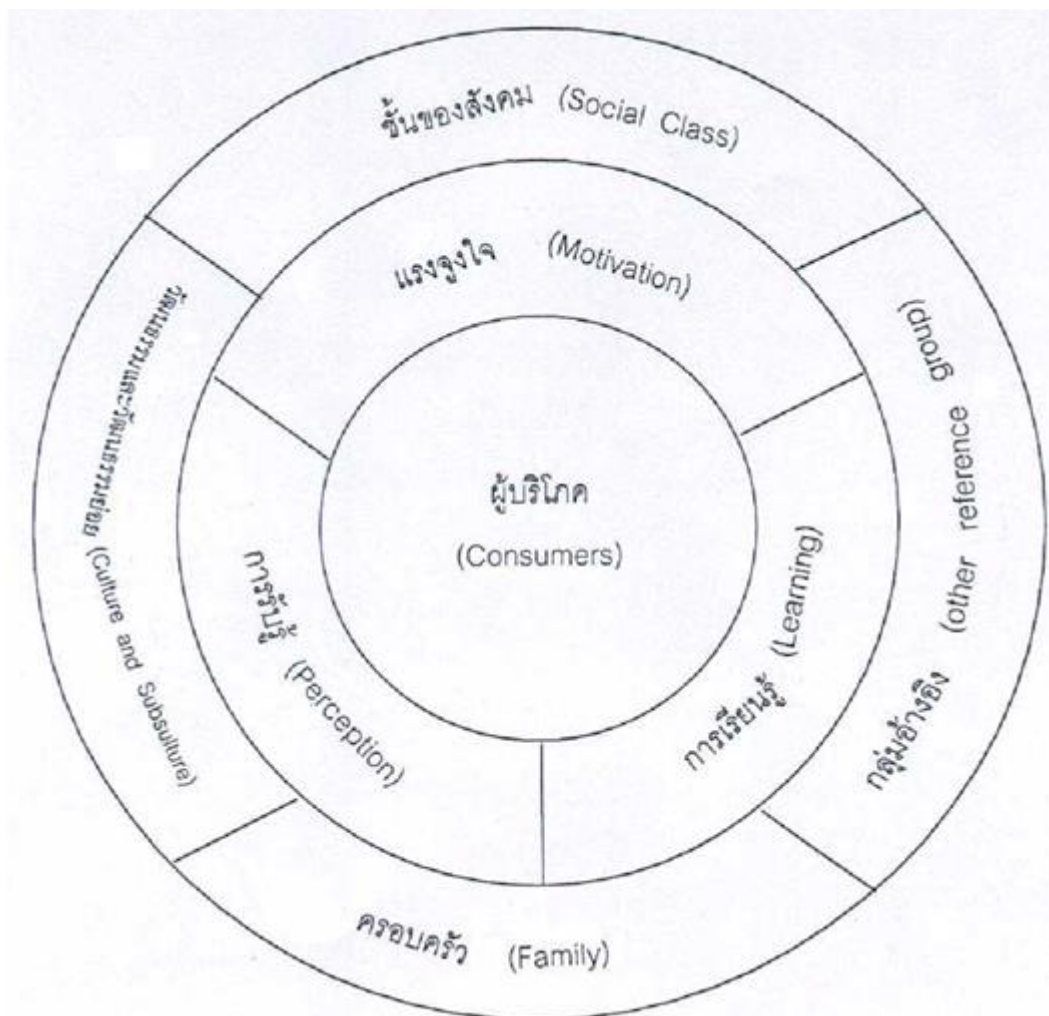 ชั้นของสังคม (Social Class)
แรงจูงใจ (Motivation)
วัฒนธรรมและวัฒนธรรมย่อย (Culture and Subsulture)
กลุ่มอ้างอิง (other reference group)
ผู้บริโภค
(Consumers)
การรับรู้ (Perception)
การเรียนรู้ (Learning)
ครอบครัว (Family)